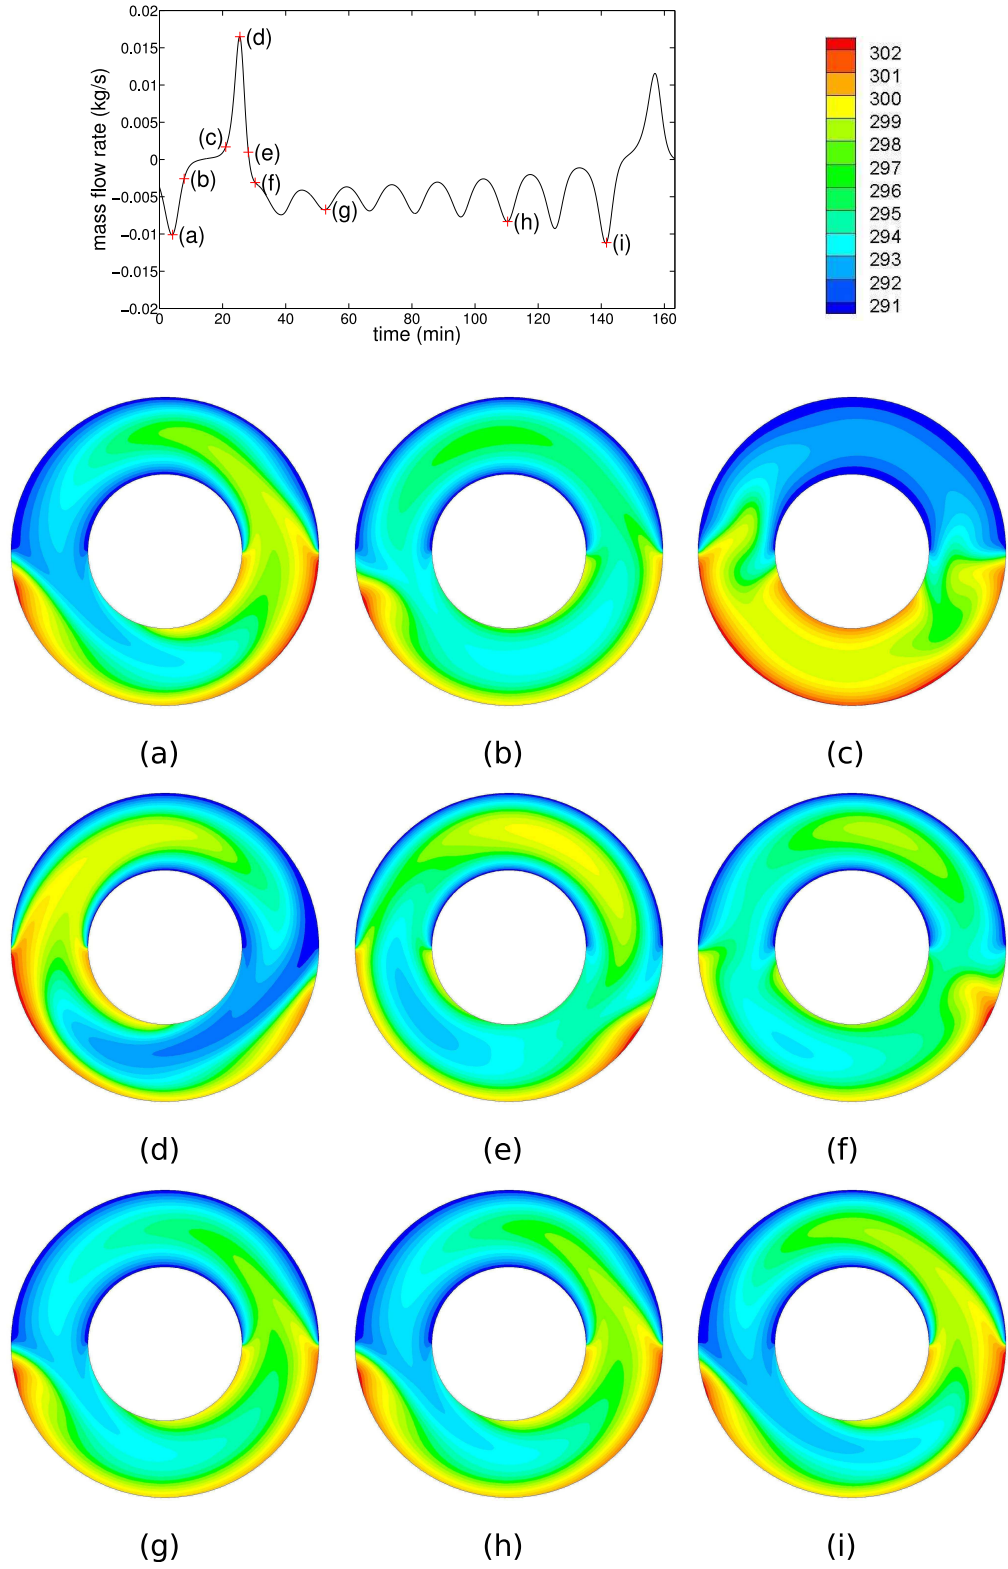 0.02
0.015
0.01
0.005
0
−0.005
−0.01
−0.015
−0.02
mass flow rate (kg/s)
0 20 40 60 80 100 120 140 160
time (min)
(a)
(b)
(c)
(d)
(e)
(f)
(g)
(h)
(i)
302
301
300
299
298
297
296
295
294
293
292
291
(a) (b) (c)
(d) (e) (f)
(g) (h) (i)